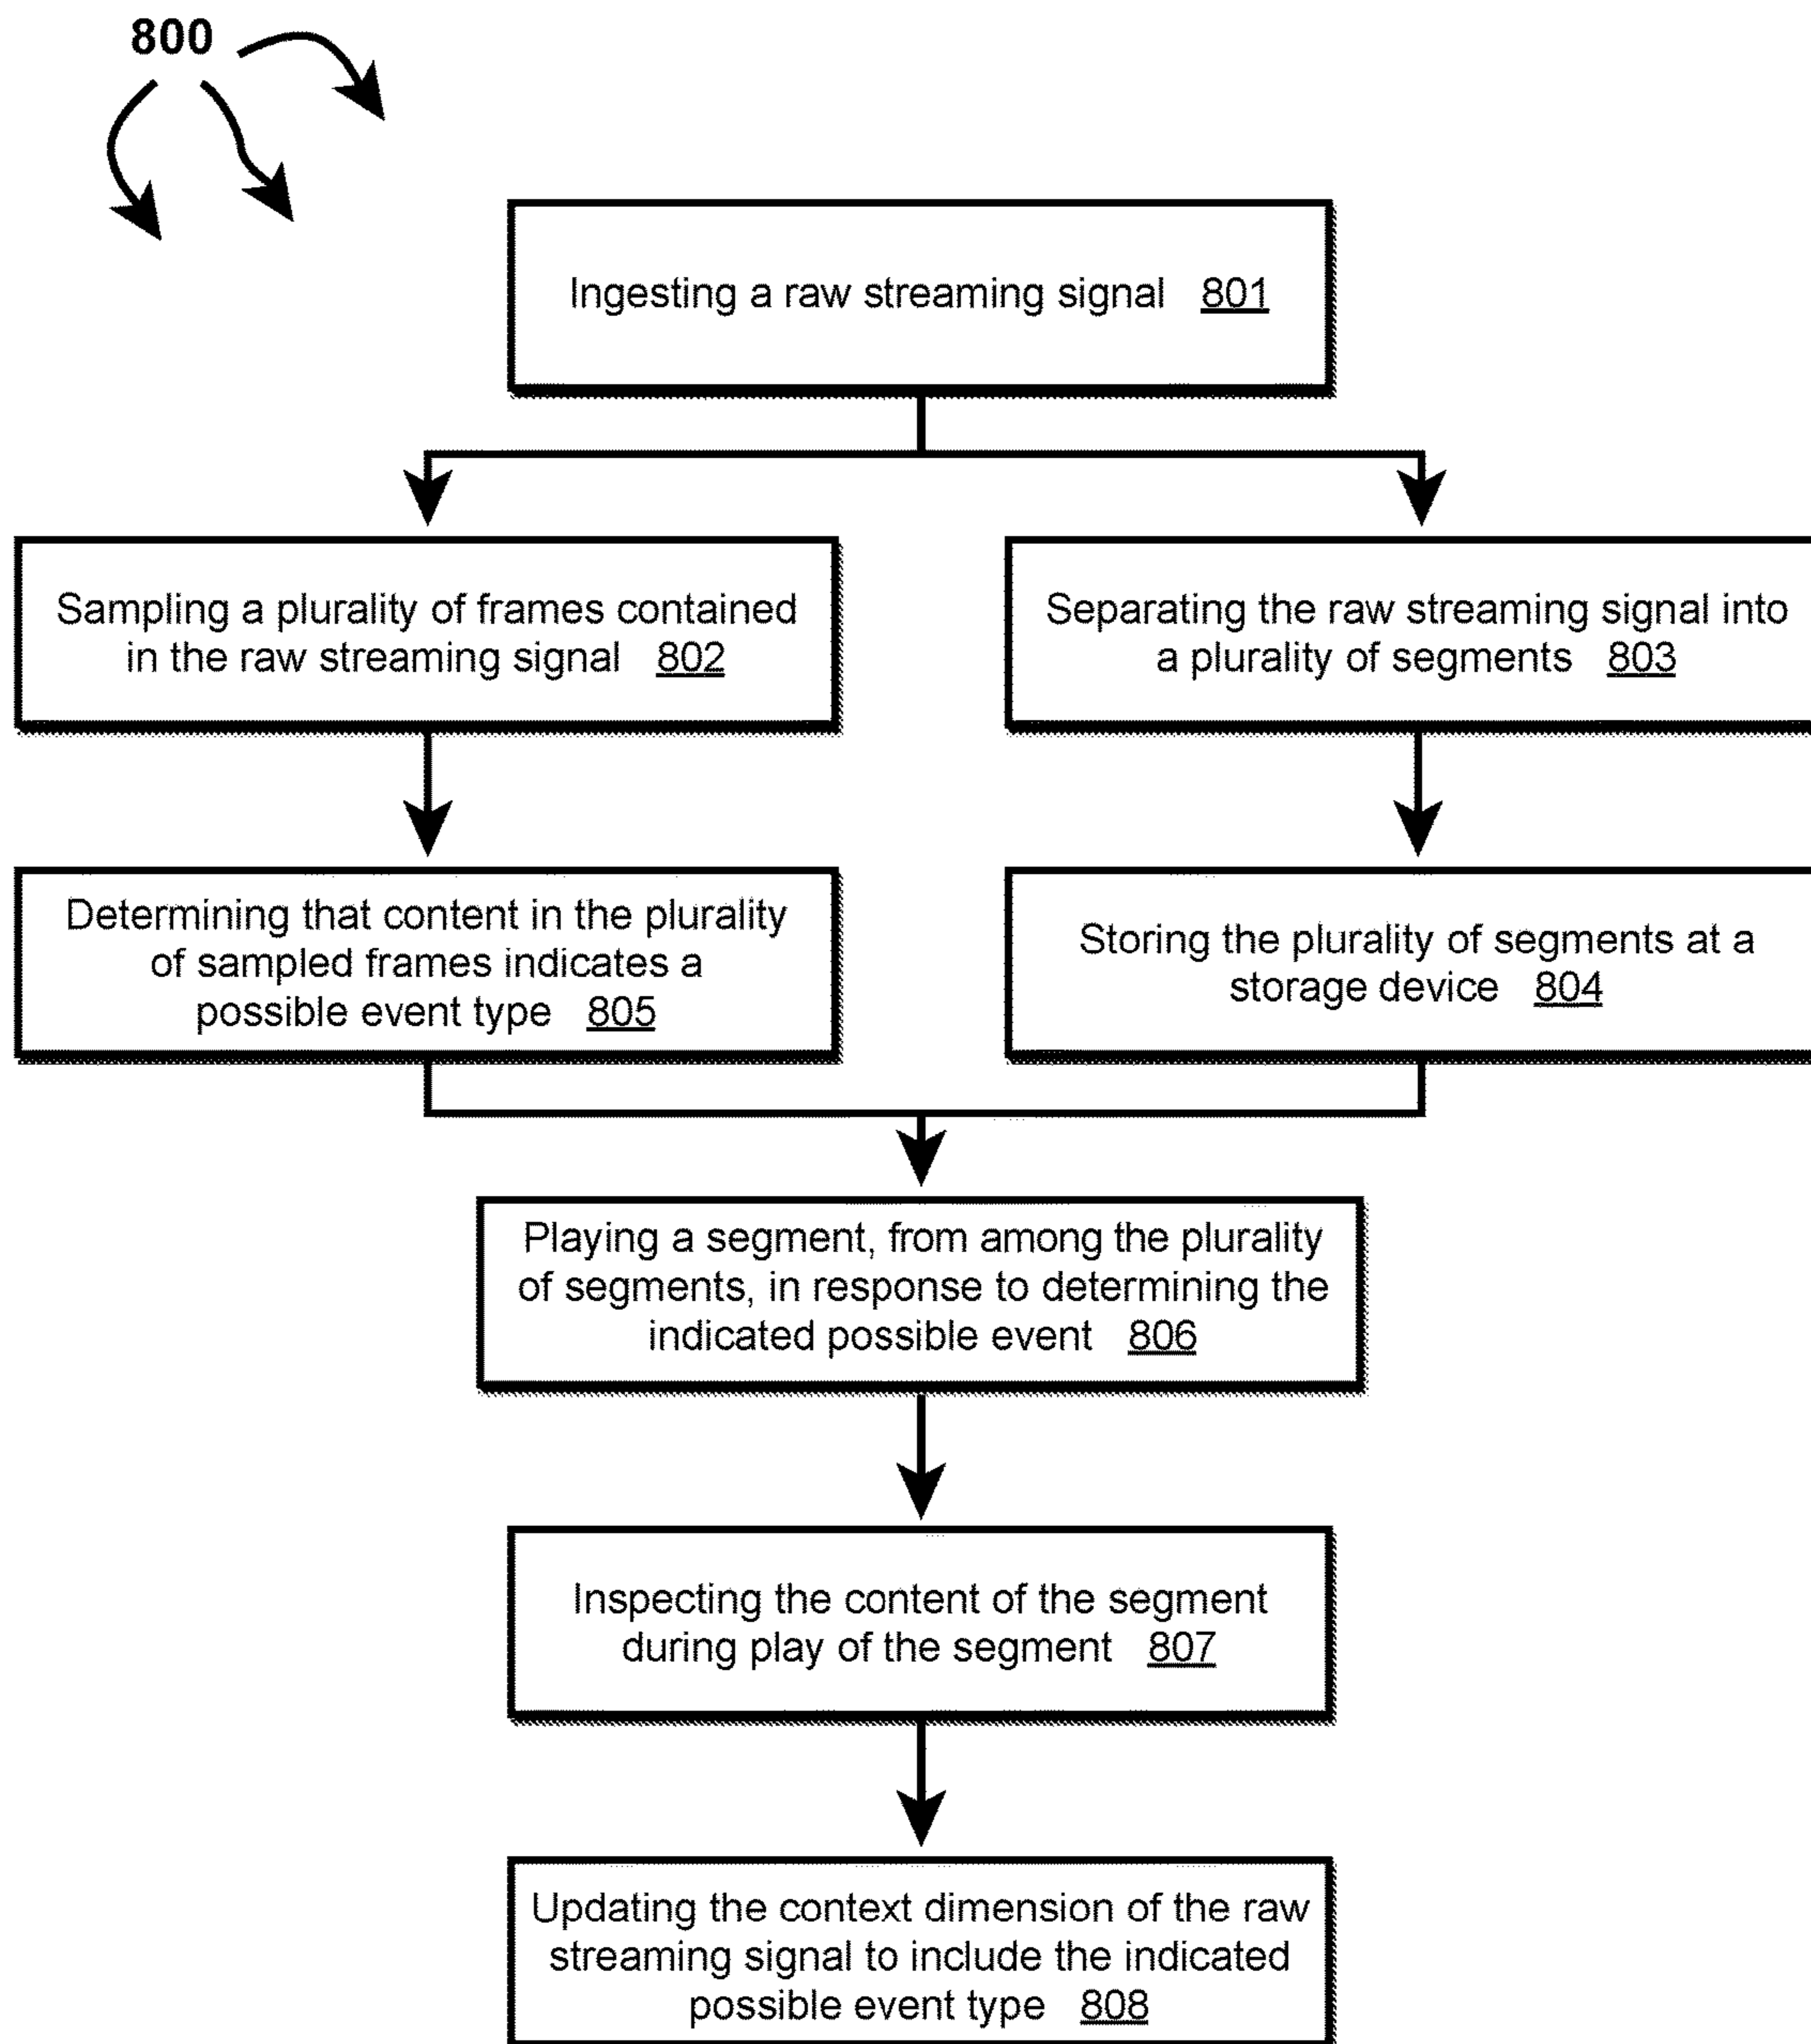 800
Ingesting a raw streaming signal 801
Sampling a plurality of frames contained
in the raw streaming signal 802
Separating the raw streaming signal into
a plurality of segments 803
Determining that content in the plurality
of sampled frames indicates a
possible event type 805
Storing the plurality of segments at a
storage device 804
Playing a segment, from among the plurality
of segments, in response to determining the
indicated possible event 806
Inspecting the content of the segment
during play of the segment 807
Updating the context dimension of the raw
streaming signal to include the indicated
possible event type 808